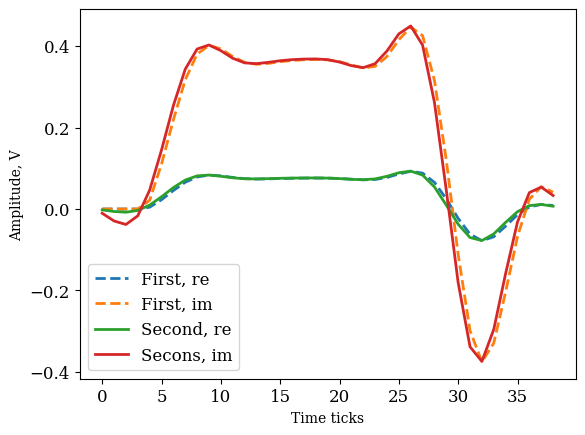 0.4
0.2
0.0
−0.2
−0.4
Amplitude, V
First, re
First, im
Second, re
Secons, im
0 5 10 15 20 25 30 35
Time ticks